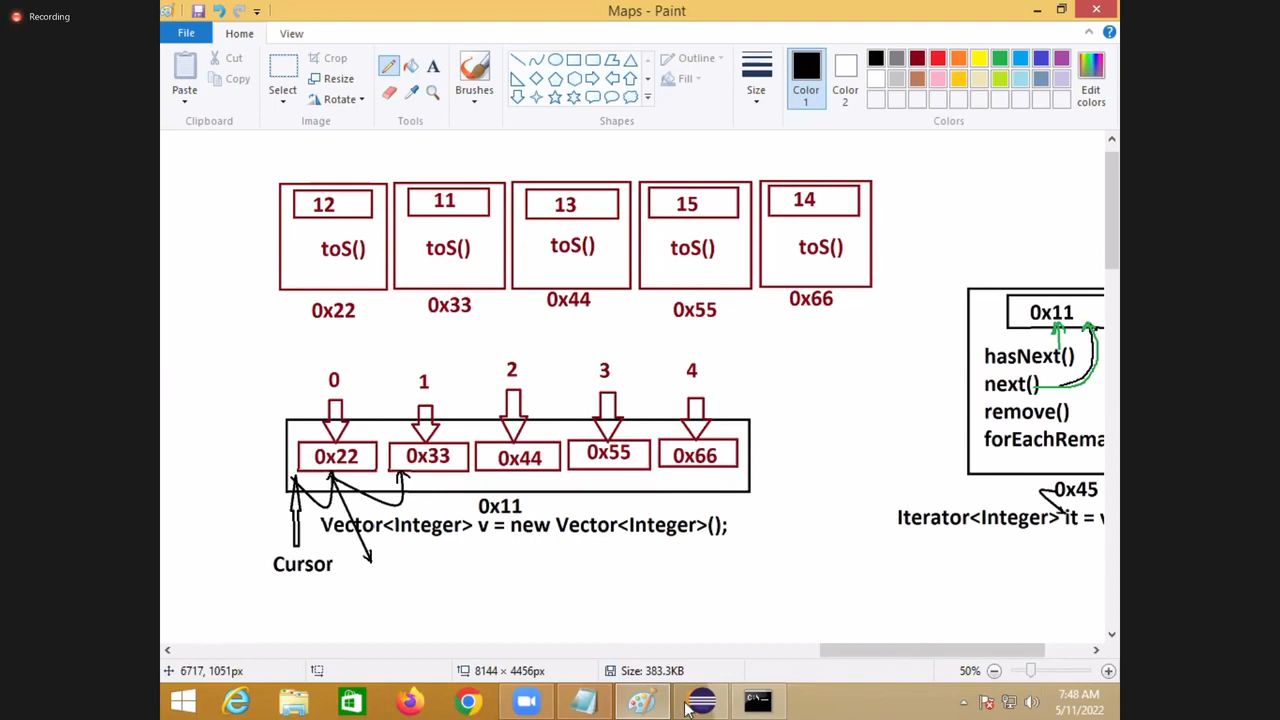 Recording
Maps - Paint
File
Home
View
Paste
Cut
Copy
Clipboard
Select
Crop
Resize
Rotate
Image
A
Tools
Brushes
Outline
Fill
Shapes
Size
Color
1
Color
2
Edit
colors
Colors
12 11 13 15 14
toS() toS() toS() toS() toS()
0x22 0x33 0x44 0x55 0x66
0 1 2 3 4
0x22 0x33 0x44 0x55 0x66
0x11
Vector<Integer> v = new Vector<Integer>();
Cursor
0x11
hasNext()
next()
remove()
forEachRema
0x45
Iterator<Integer> it = v
6717, 1051px
8144 × 4456px
Size: 383.3KB
50%
C:\.
7:48 AM
5/11/2022